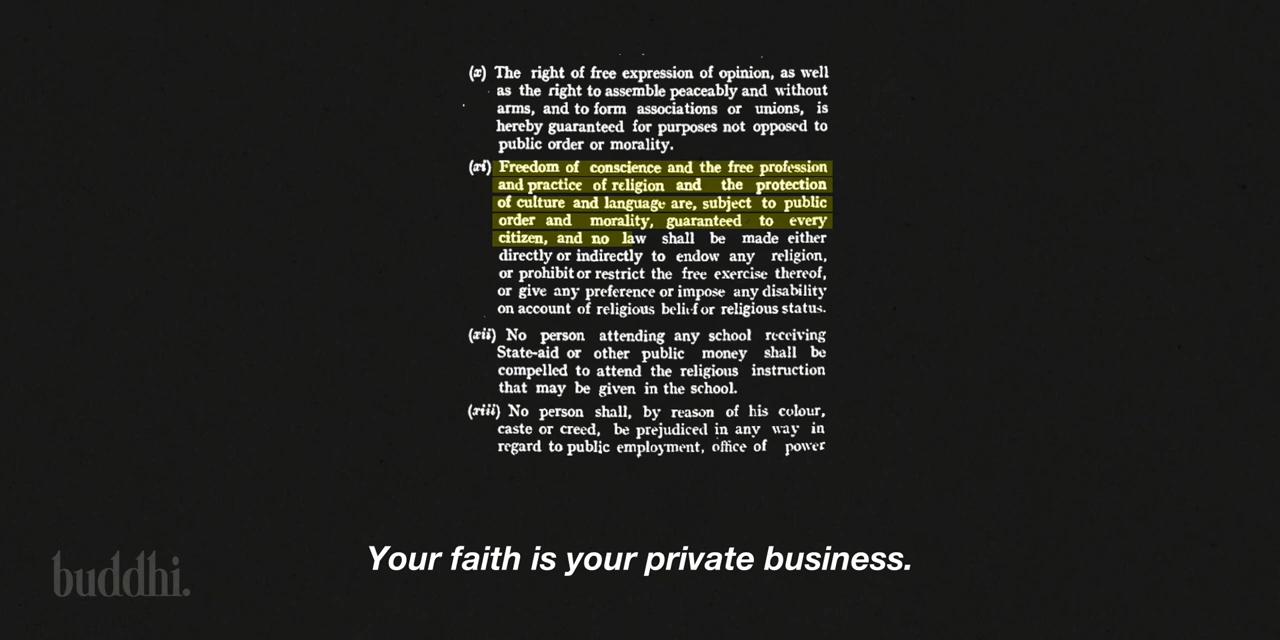 (x) The right of free expression of opinion, as well
as the right to assemble peaceably and without
arms, and to form associations or unions, is
hereby guaranteed for purposes not opposed to
public order or morality.
(xi) Freedom of conscience and the free profession
and practice of religion and the protection
of culture and language are, subject to public
order and morality, guaranteed to every
citizen, and no law shall be made either
directly or indirectly to endow any religion,
or prohibit or restrict the free exercise thereof,
or give any preference or impose any disability
on account of religious belief or religious status.
(xii) No person attending any school receiving
State-aid or other public money shall be
compelled to attend the religious instruction
that may be given in the school.
(xiii) No person shall, by reason of his colour,
caste or creed, be prejudiced in any way in
regard to public employment, office of power
Your faith is your private business.
buddhi.